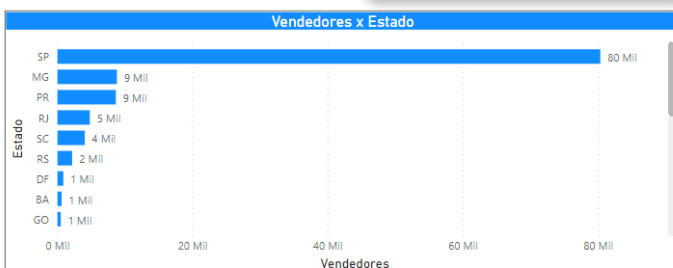 Vendedores x Estado
Estado
SP 80 Mil
MG 9 Mil
PR 9 Mil
RJ 5 Mil
SC 4 Mil
RS 2 Mil
DF 1 Mil
BA 1 Mil
GO 1 Mil
0 Mil 20 Mil 40 Mil 60 Mil 80 Mil
Vendedores